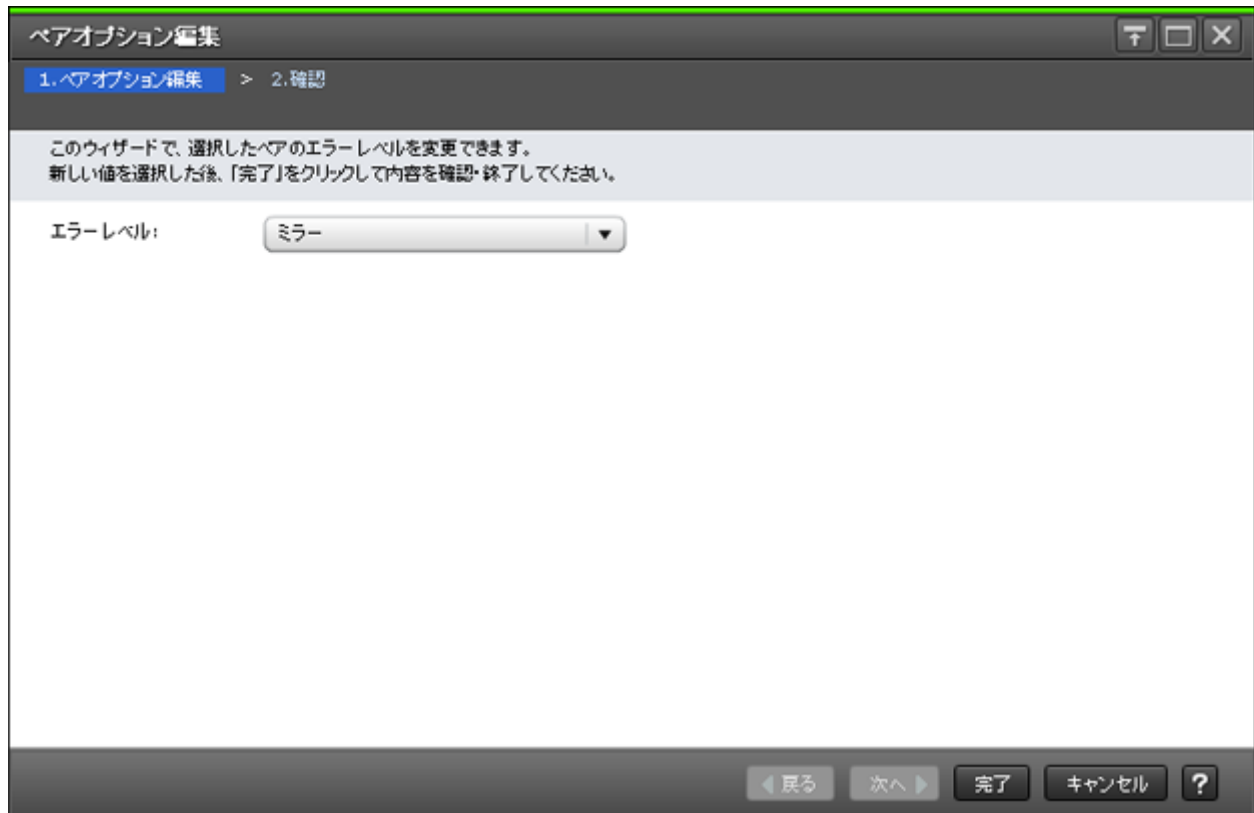 ペアオプション編集
1.ペアオプション編集 > 2.確認
このウィザードで、選択したペアのエラーレベルを変更できます。
新しい値を選択した後、「完了」をクリックして内容を確認・終了してください。
エラーレベル: ミラー
戻る 次へ 完了 キャンセル ?